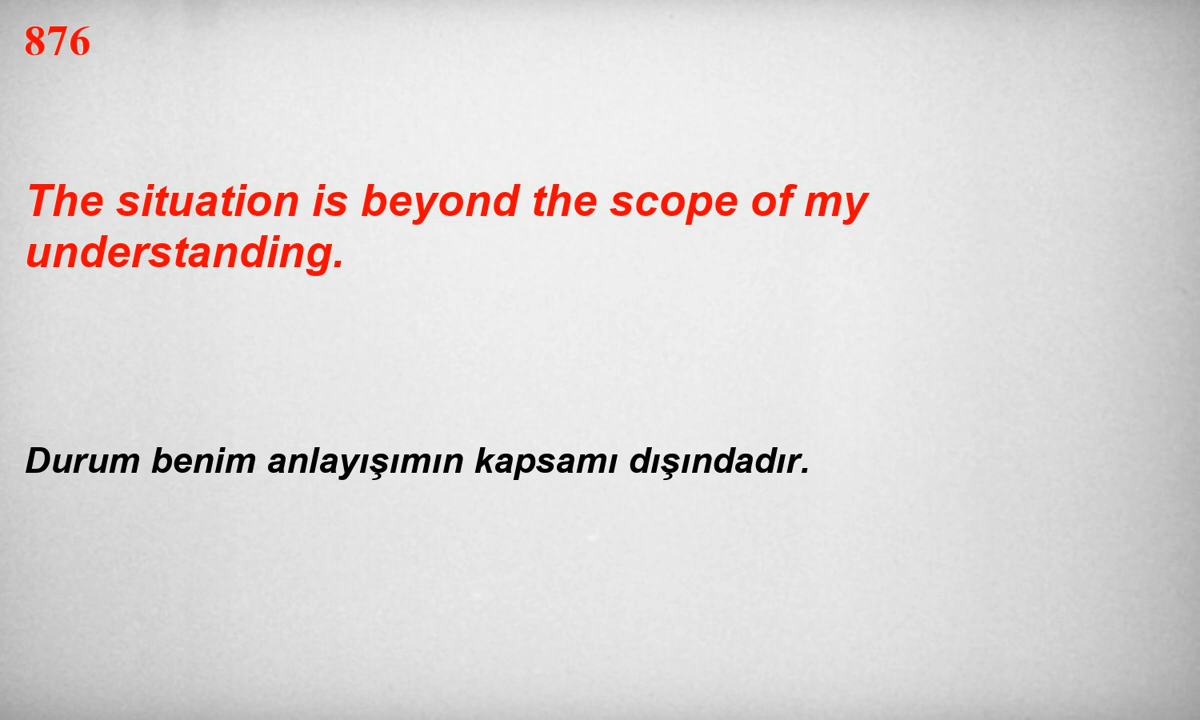 876
The situation is beyond the scope of my
understanding.
Durum benim anlayışımın kapsamı dışındadır.